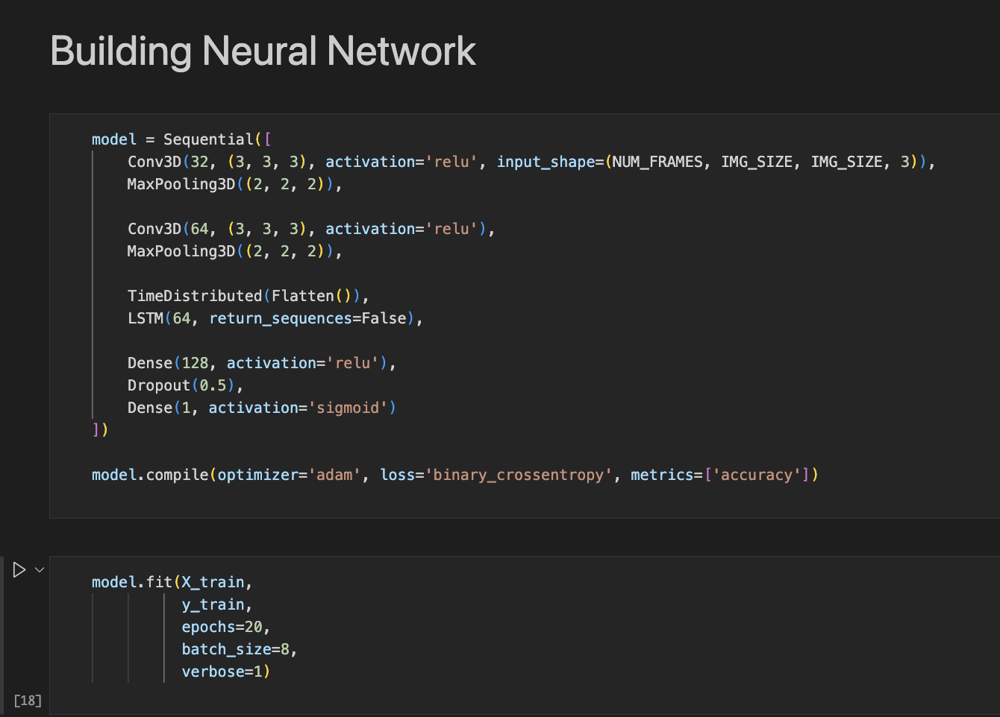 Building Neural Network
model = Sequential([
Conv3D(32, (3, 3, 3), activation='relu', input_shape=(NUM_FRAMES, IMG_SIZE, IMG_SIZE, 3)),
MaxPooling3D((2, 2, 2)),
Conv3D(64, (3, 3, 3), activation='relu'),
MaxPooling3D((2, 2, 2)),
TimeDistributed(Flatten()),
LSTM(64, return_sequences=False),
Dense(128, activation='relu'),
Dropout(0.5),
Dense(1, activation='sigmoid')
])
model.compile(optimizer='adam', loss='binary_crossentropy', metrics=['accuracy'])
model.fit(X_train,
y_train,
epochs=20,
batch_size=8,
verbose=1)
[18]